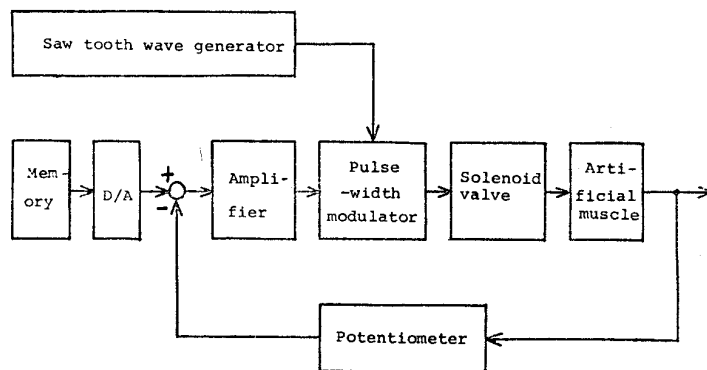 Saw tooth wave generator
Mem-
ory
D/A
+
-
Ampli-
fier
Pulse
-width
modulator
Solenoid
valve
Arti-
ficial
muscle
Potentiometer